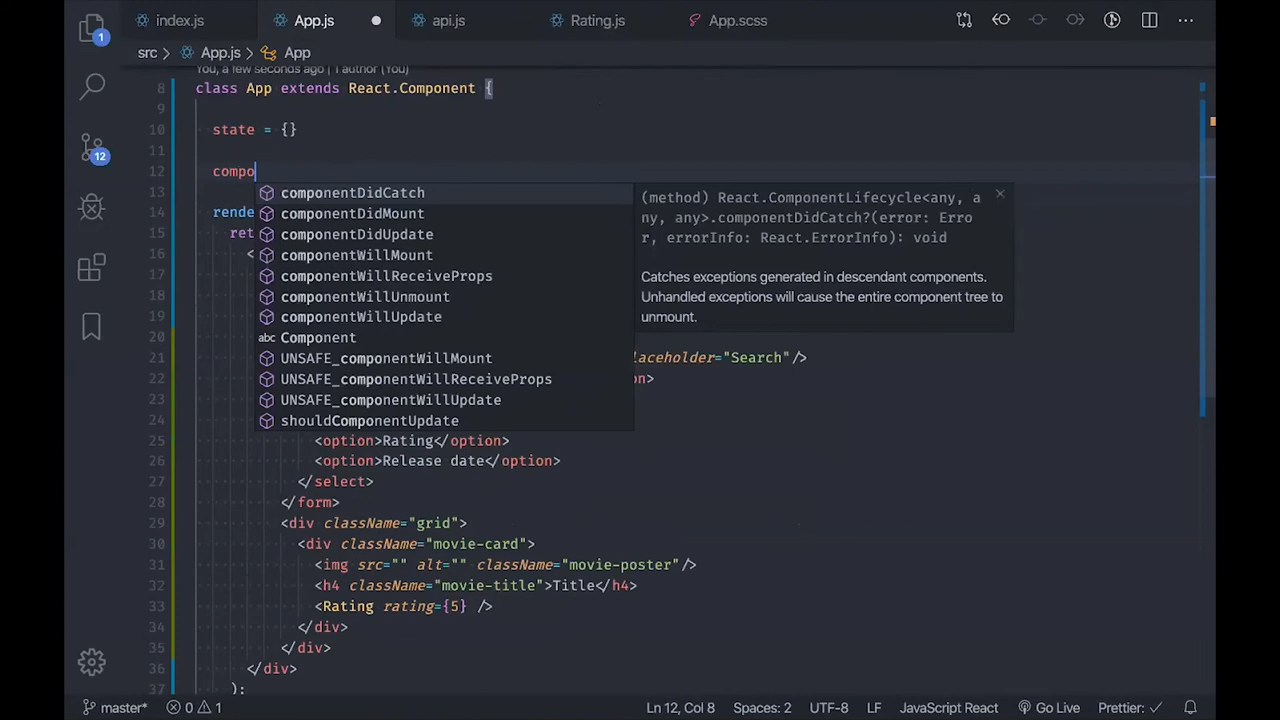 index.js App.js api.js Rating.js App.scss
1
src > App.js > App
You, a few seconds ago | 1 author (You)
8 class App extends React.Component {
9
10 state = {}
11
12 compo
componentDidCatch
13
componentDidMount
14 rende
componentDidUpdate
15 ret
componentWillMount
16 <
componentWillReceiveProps
17
componentWillUnmount
18
componentWillUpdate
19
abc Component
20
UNSAFE_componentWillMount
21 laceholder="Search"/>
UNSAFE_componentWillReceiveProps
22 on>
UNSAFE_componentWillUpdate
23
shouldComponentUpdate
24
(method) React.ComponentLifecycle<any, a
ny, any>.componentDidCatch?(error: Erro
r, errorInfo: React.ErrorInfo): void
Catches exceptions generated in descendant components.
Unhandled exceptions will cause the entire component tree to
unmount.
12
25 <option>Rating</option>
26 <option>Release date</option>
27 </select>
28 </form>
29 <div className="grid">
30 <div className="movie-card">
31 <img src="" alt="" className="movie-poster"/>
32 <h4 className="movie-title">Title</h4>
33 <Rating rating={5} />
34 </div>
35 </div>
36 </div>
37 );
master* 0 1 Ln 12, Col 8 Spaces: 2 UTF-8 LF JavaScript React Go Live Prettier: ✓